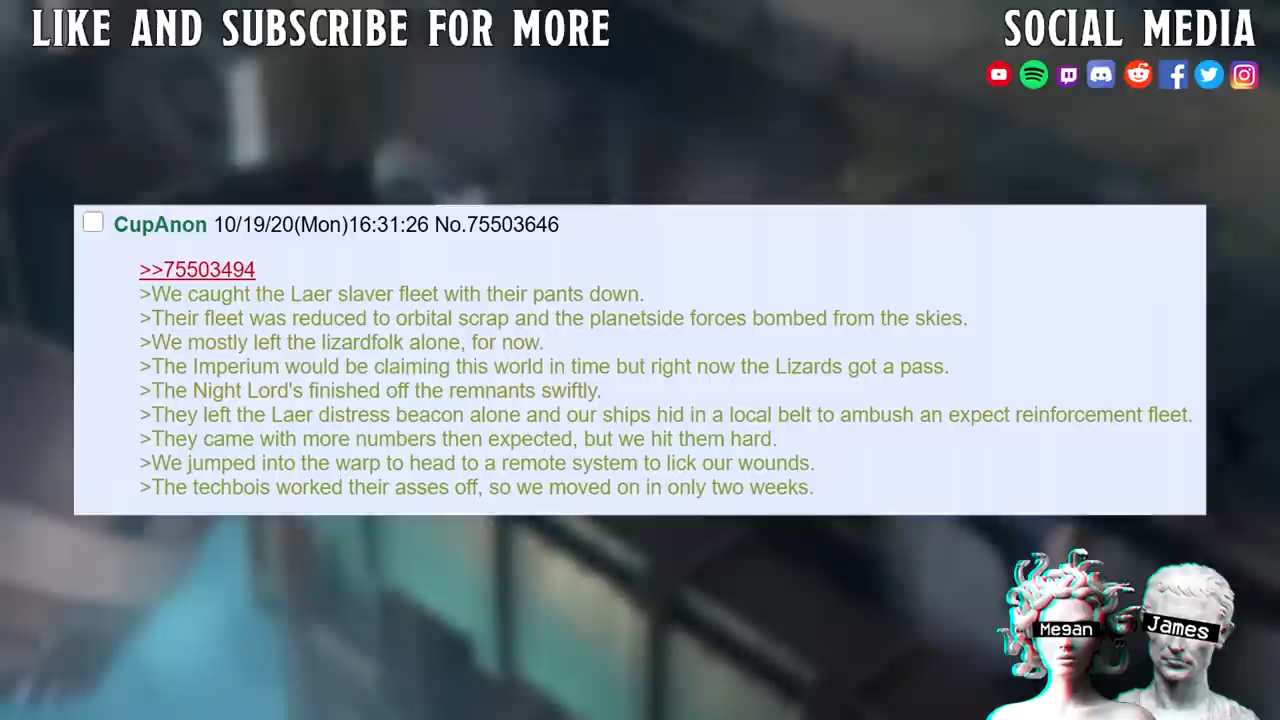 LIKE AND SUBSCRIBE FOR MORE
SOCIAL MEDIA
CupAnon 10/19/20(Mon)16:31:26 No.75503646
>>75503494
>We caught the Laer slaver fleet with their pants down.
>Their fleet was reduced to orbital scrap and the planetside forces bombed from the skies.
>We mostly left the lizardfolk alone, for now.
>The Imperium would be claiming this world in time but right now the Lizards got a pass.
>The Night Lord's finished off the remnants swiftly.
>They left the Laer distress beacon alone and our ships hid in a local belt to ambush an expect reinforcement fleet.
>They came with more numbers then expected, but we hit them hard.
>We jumped into the warp to head to a remote system to lick our wounds.
>The techbois worked their asses off, so we moved on in only two weeks.
Megan
James